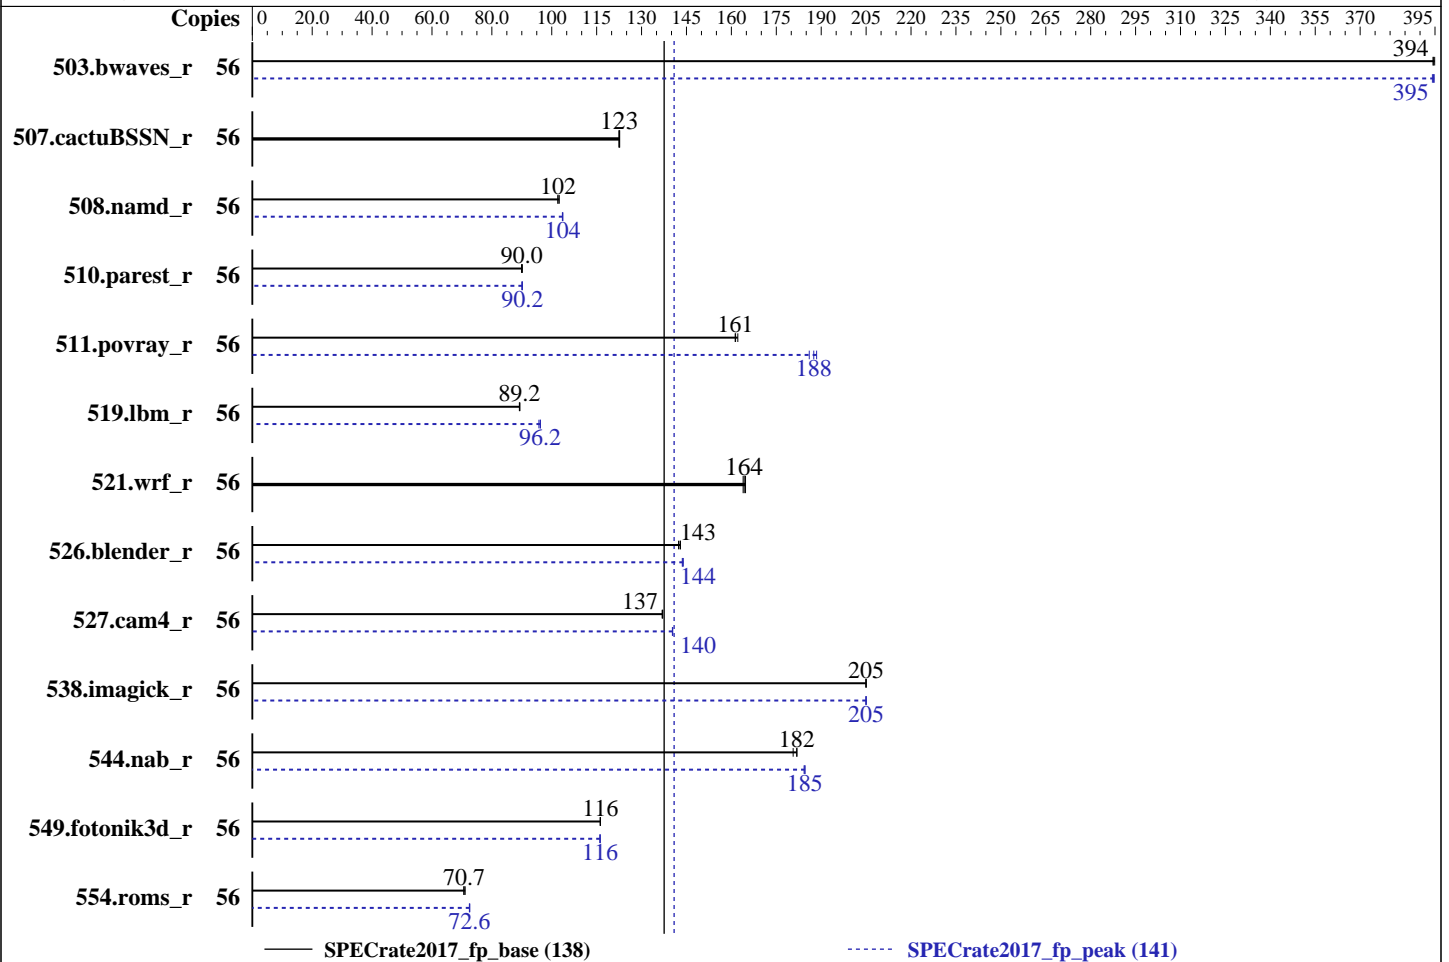 Copies 0 20.0 40.0 60.0 80.0 100 115 130 145 160 175 190 205 220 235 250 265 280 295 310 325 340 355 370 395
503.bwaves_r 56 394
395
507.cactuBSSN_r 56 123
508.namd_r 56 102
104
510.parest_r 56 90.0
90.2
511.povray_r 56 161
188
519.lbm_r 56 89.2
96.2
521.wrf_r 56 164
526.blender_r 56 143
144
527.cam4_r 56 137
140
538.imagick_r 56 205
205
544.nab_r 56 182
185
549.fotonik3d_r 56 116
116
554.roms_r 56 70.7
72.6
SPECrate2017_fp_base (138) SPECrate2017_fp_peak (141)